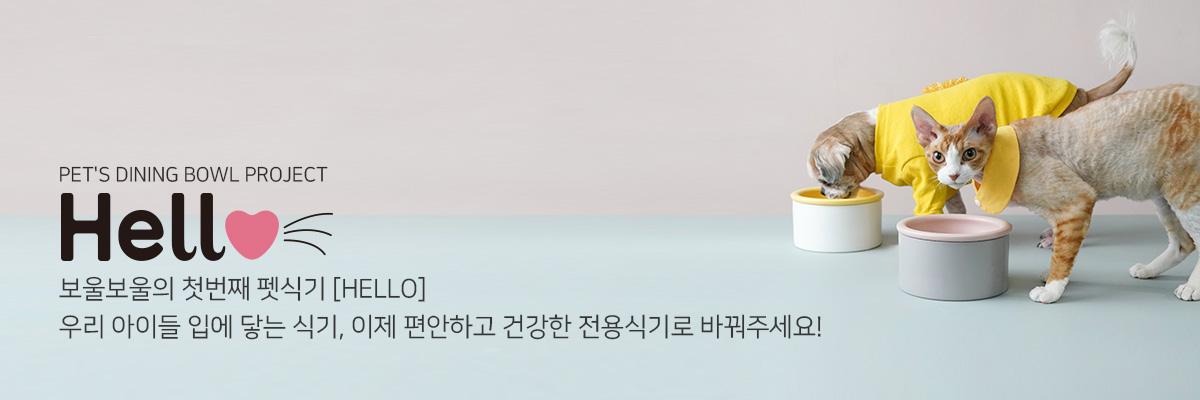 PET'S DINING BOWL PROJECT
Hello
보울보울의 첫번째 펫식기 [HELLO]
우리 아이들 입에 닿는 식기, 이제 편안하고 건강한 전용식기로 바꿔주세요!